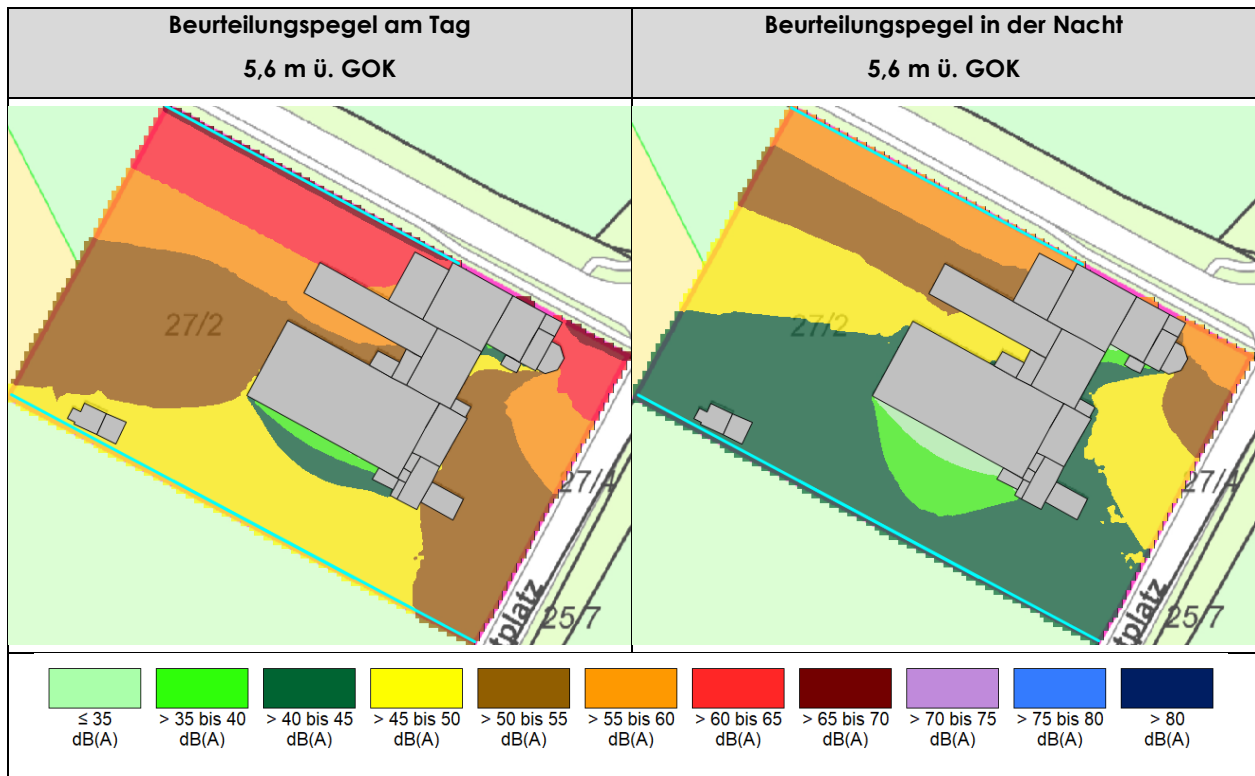 Beurteilungspegel am Tag
5,6 m ü. GOK
Beurteilungspegel in der Nacht
5,6 m ü. GOK
27/2
27/4
25/7
tplatz
27/2
27/4
25/7
tplatz
≤ 35 dB(A)
> 35 bis 40 dB(A)
> 40 bis 45 dB(A)
> 45 bis 50 dB(A)
> 50 bis 55 dB(A)
> 55 bis 60 dB(A)
> 60 bis 65 dB(A)
> 65 bis 70 dB(A)
> 70 bis 75 dB(A)
> 75 bis 80 dB(A)
> 80 dB(A)